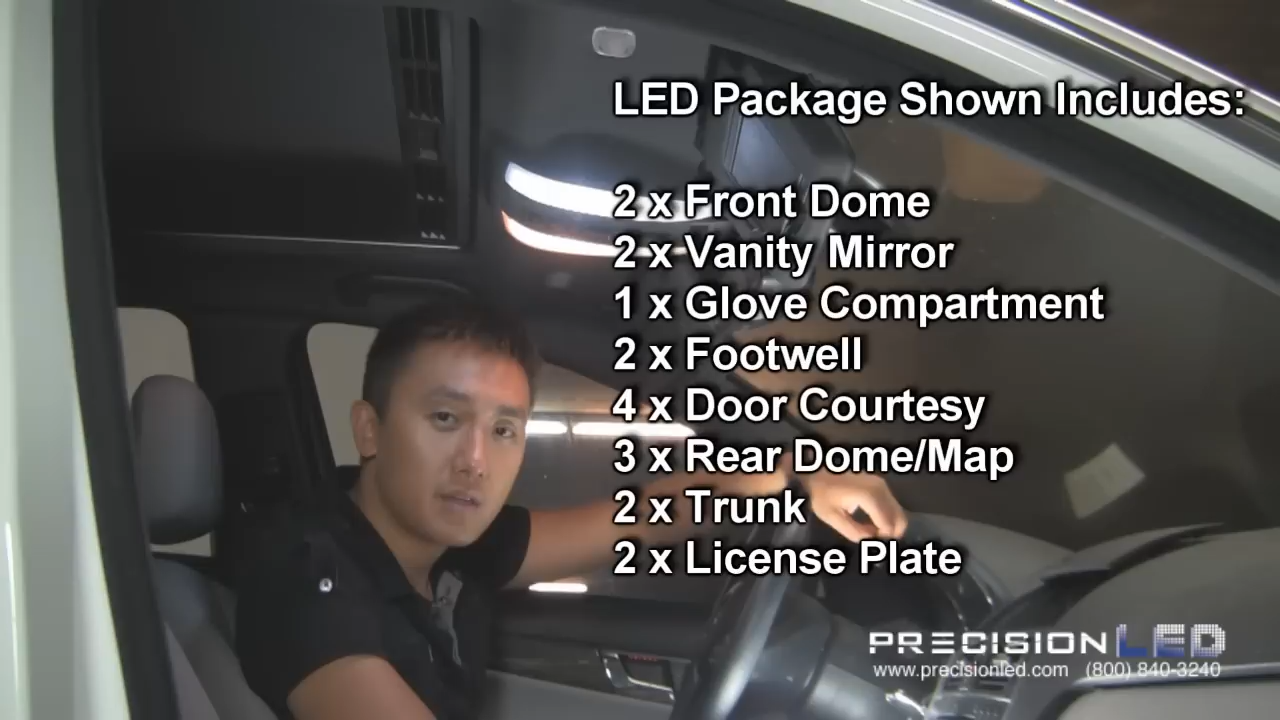 LED Package Shown Includes:
2 x Front Dome
2 x Vanity Mirror
1 x Glove Compartment
2 x Footwell
4 x Door Courtesy
3 x Rear Dome/Map
2 x Trunk
2 x License Plate
PRECISION LED
www.precisionled.com (800) 840-3240